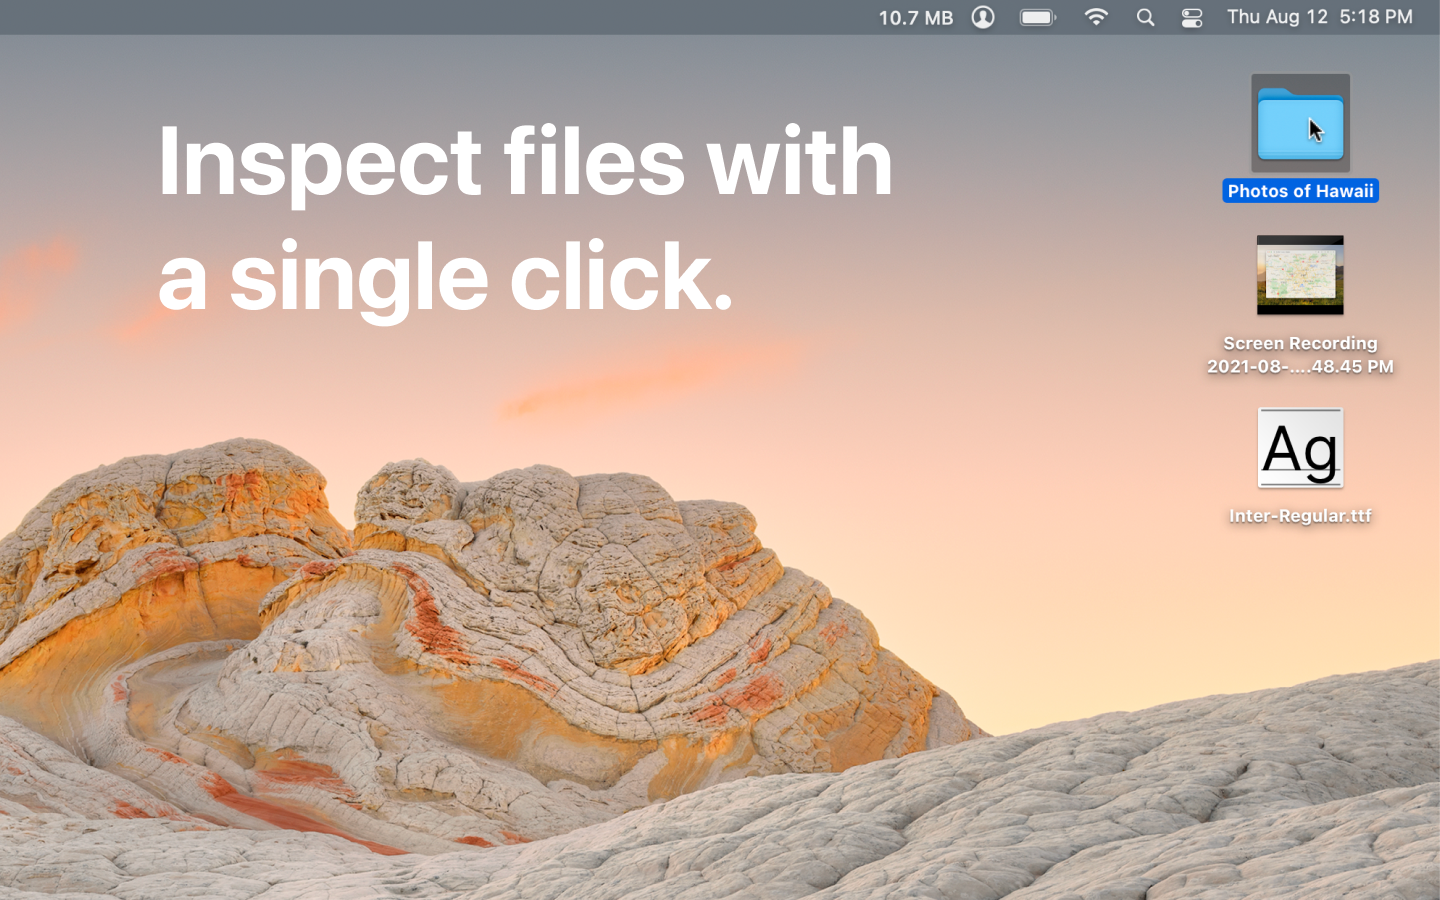 10.7 MB
Thu Aug 12 5:18 PM
Inspect files with
a single click.
Photos of Hawaii
Screen Recording
2021-08-....48.45 PM
Ag
Inter-Regular.ttf